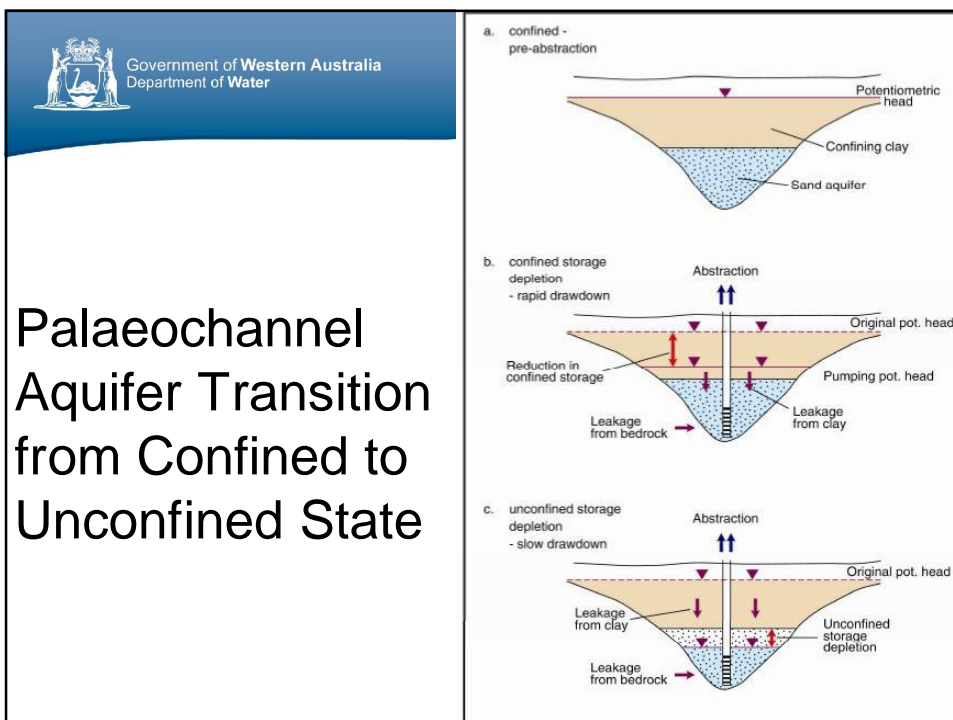 Government of Western Australia
Department of Water
Palaeochannel
Aquifer Transition
from Confined to
Unconfined State
a. confined -
pre-abstraction
Potentiometric
head
Confining clay
Sand aquifer
b. confined storage
depletion
- rapid drawdown
Abstraction
Original pot. head
Reduction in
confined storage
Pumping pot. head
Leakage
from clay
Leakage
from bedrock
c. unconfined storage
depletion
- slow drawdown
Abstraction
Original pot. head
Leakage
from clay
Unconfined
storage
depletion
Leakage
from bedrock